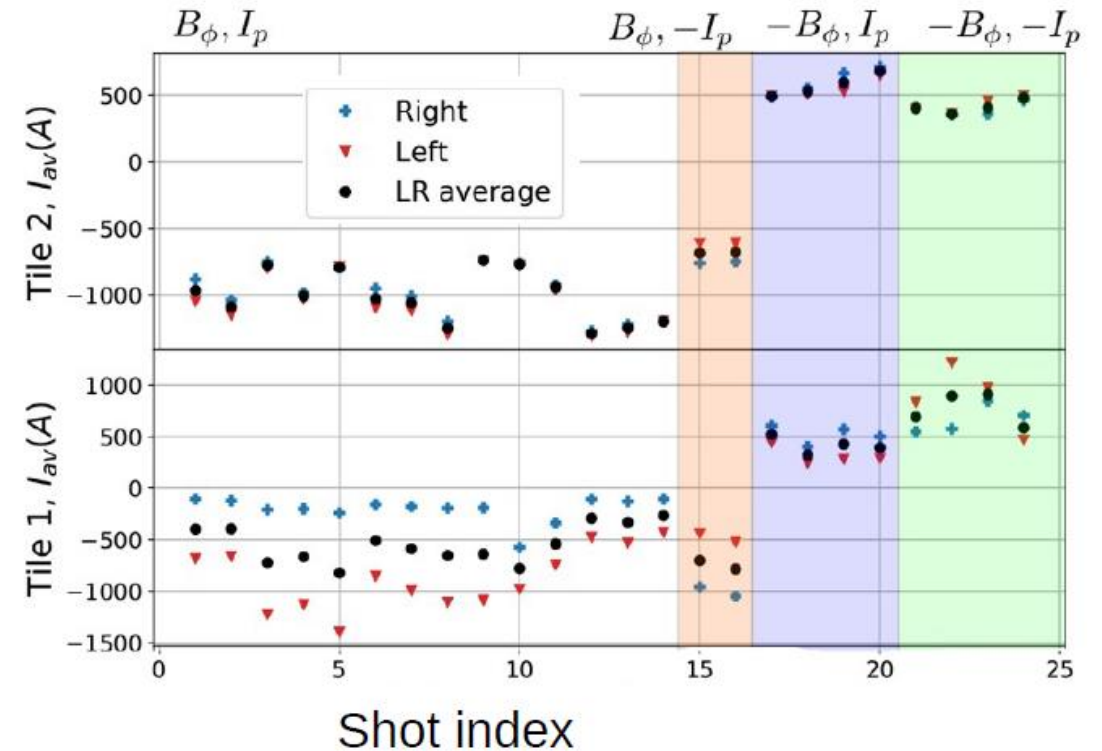 B_ϕ, I_p
B_ϕ, −I_p
−B_ϕ, I_p
−B_ϕ, −I_p
Tile 2, I_av(A)
500
0
−500
−1000
Right
Left
LR average
Tile 1, I_av(A)
1000
500
0
−500
−1000
−1500
0 5 10 15 20 25
Shot index